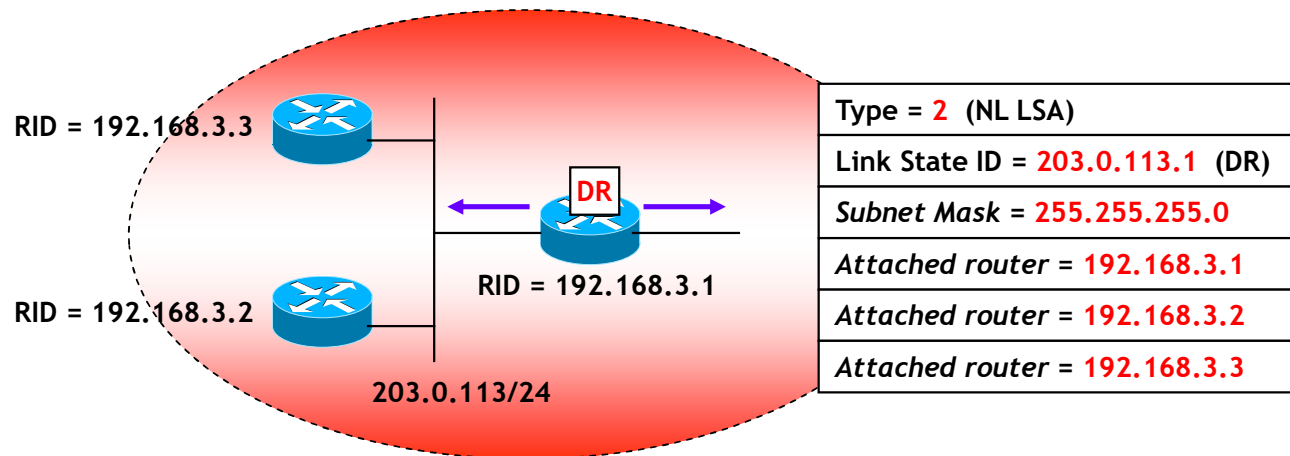 RID = 192.168.3.3
DR
RID = 192.168.3.1
RID = 192.168.3.2
203.0.113/24
Type = 2 (NL LSA)
Link State ID = 203.0.113.1 (DR)
Subnet Mask = 255.255.255.0
Attached router = 192.168.3.1
Attached router = 192.168.3.2
Attached router = 192.168.3.3